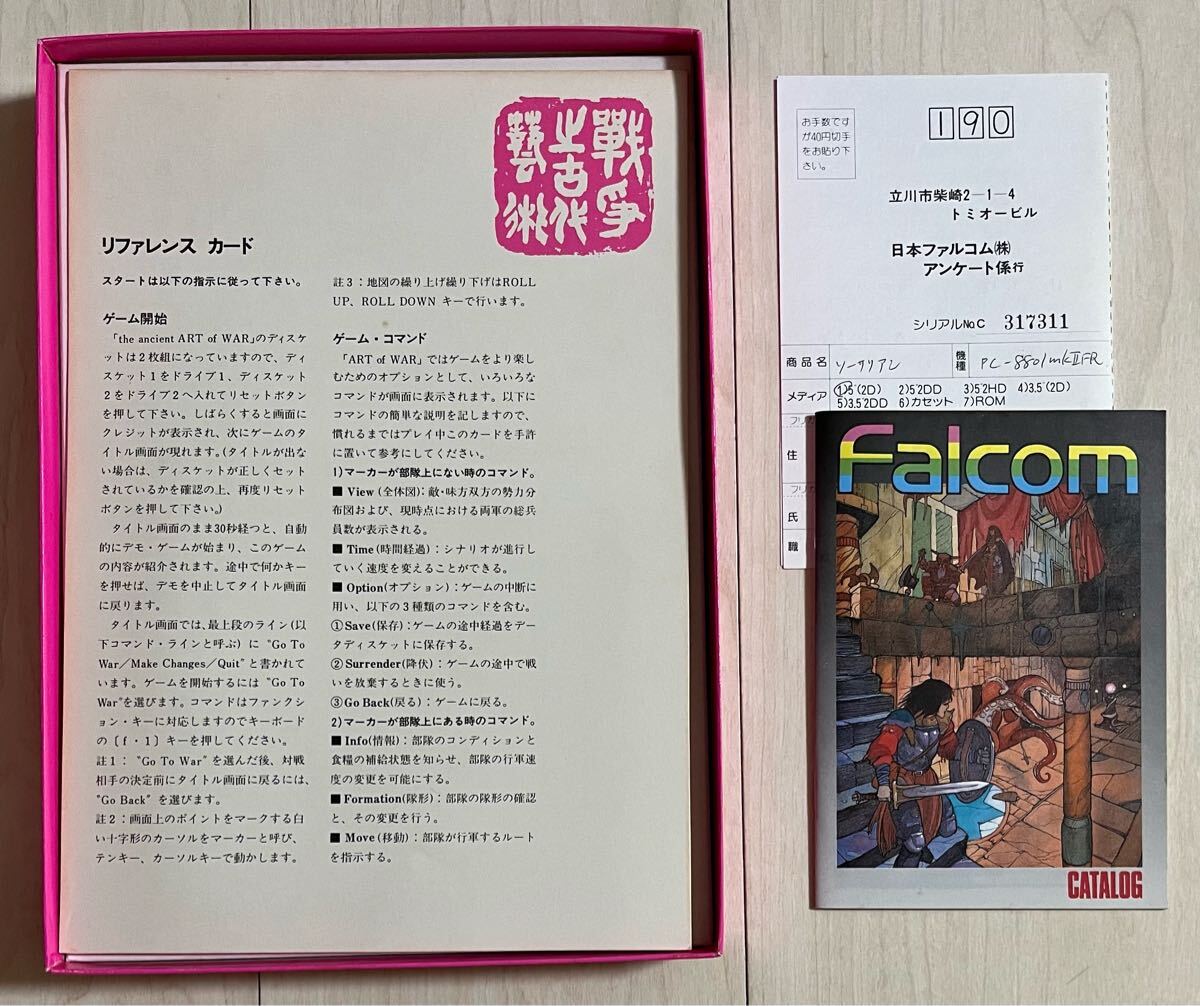 戰爭
之古代
藝術
リファレンス カード
スタートは以下の指示に従って下さい。
ゲーム開始
「the ancient ART of WAR」のディスケ
ットは2枚組になっていますので、ディ
スケット1をドライブ1、ディスケット
2をドライブ2へ入れてリセットボタン
を押して下さい。しばらくすると画面に
クレジットが表示され、次にゲームのタ
イトル画面が現れます。(タイトルが出な
い場合は、ディスケットが正しくセット
されているかを確認の上、再度リセット
ボタンを押して下さい。)
タイトル画面のまま30秒経つと、自動
的にデモ・ゲームが始まり、このゲーム
の内容が紹介されます。途中で何かキー
を押せば、デモを中止してタイトル画面
に戻ります。
タイトル画面では、最上段のライン(以
下コマンド・ラインと呼ぶ)に "Go To
War/Make Changes/Quit" と書かれて
います。ゲームを開始するには "Go To
War"を選びます。コマンドはファンクシ
ョン・キーに対応しますのでキーボード
の〔f・1〕キーを押してください。
註1: "Go To War" を選んだ後、対戦
相手の決定前にタイトル画面に戻るには、
"Go Back" を選びます。
註2:画面上のポイントをマークする白
い十字形のカーソルをマーカーと呼び、
テンキー、カーソルキーで動かします。
註3:地図の繰り上げ繰り下げはROLL
UP、ROLL DOWN キーで行います。
ゲーム・コマンド
「ART of WAR」ではゲームをより楽し
むためのオプションとして、いろいろな
コマンドが画面に表示されます。以下に
コマンドの簡単な説明を記しますので、
慣れるまではプレイ中このカードを手許
に置いて参考にしてください。
1)マーカーが部隊上にない時のコマンド。
■ View (全体図):敵・味方双方の勢力分
布図および、現時点における両軍の総兵
員数が表示される。
■ Time(時間経過):シナリオが進行し
ていく速度を変えることができる。
■ Option(オプション):ゲームの中断に
用い、以下の3種類のコマンドを含む。
①Save(保存):ゲームの途中経過をデー
タディスケットに保存する。
②Surrender(降伏):ゲームの途中で戦
いを放棄するときに使う。
③Go Back(戻る):ゲームに戻る。
2)マーカーが部隊上にある時のコマンド。
■ Info(情報):部隊のコンディションと
食糧の補給状態を知らせ、部隊の行軍速
度の変更を可能にする。
■ Formation(隊形):部隊の隊形の確認
と、その変更を行う。
■ Move(移動):部隊が行軍するルート
を指示する。
お手数です
が40円切手
をお貼り下
さい。
190
立川市柴崎2-1-4
トミオービル
日本ファルコム(株)
アンケート係行
シリアルNo.C 317311
商品名 ソーサリアン 機種 PC-8801mkIIFR
メディア 1)5"(2D) 2)5"2DD 3)5"2HD 4)3.5"(2D)
5)3.5"2DD 6)カセット 7)ROM
住
氏
職
Falcom
CATALOG